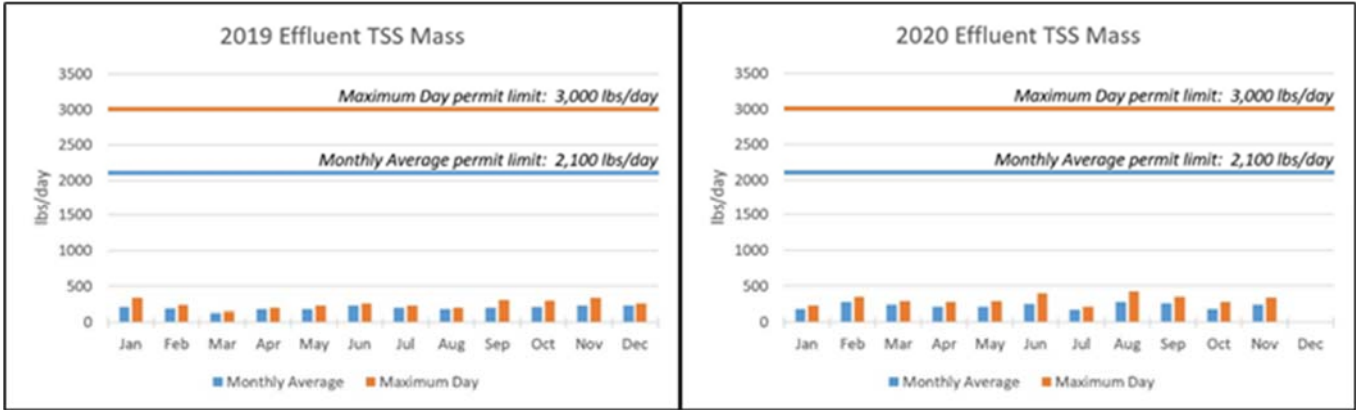 2019 Effluent TSS Mass
3500
Maximum Day permit limit: 3,000 lbs/day
3000
2500
Monthly Average permit limit: 2,100 lbs/day
2000
lbs/day
1500
1000
500
0
Jan Feb Mar Apr May Jun Jul Aug Sep Oct Nov Dec
Monthly Average Maximum Day
2020 Effluent TSS Mass
3500
Maximum Day permit limit: 3,000 lbs/day
3000
2500
Monthly Average permit limit: 2,100 lbs/day
2000
lbs/day
1500
1000
500
0
Jan Feb Mar Apr May Jun Jul Aug Sep Oct Nov Dec
Monthly Average Maximum Day